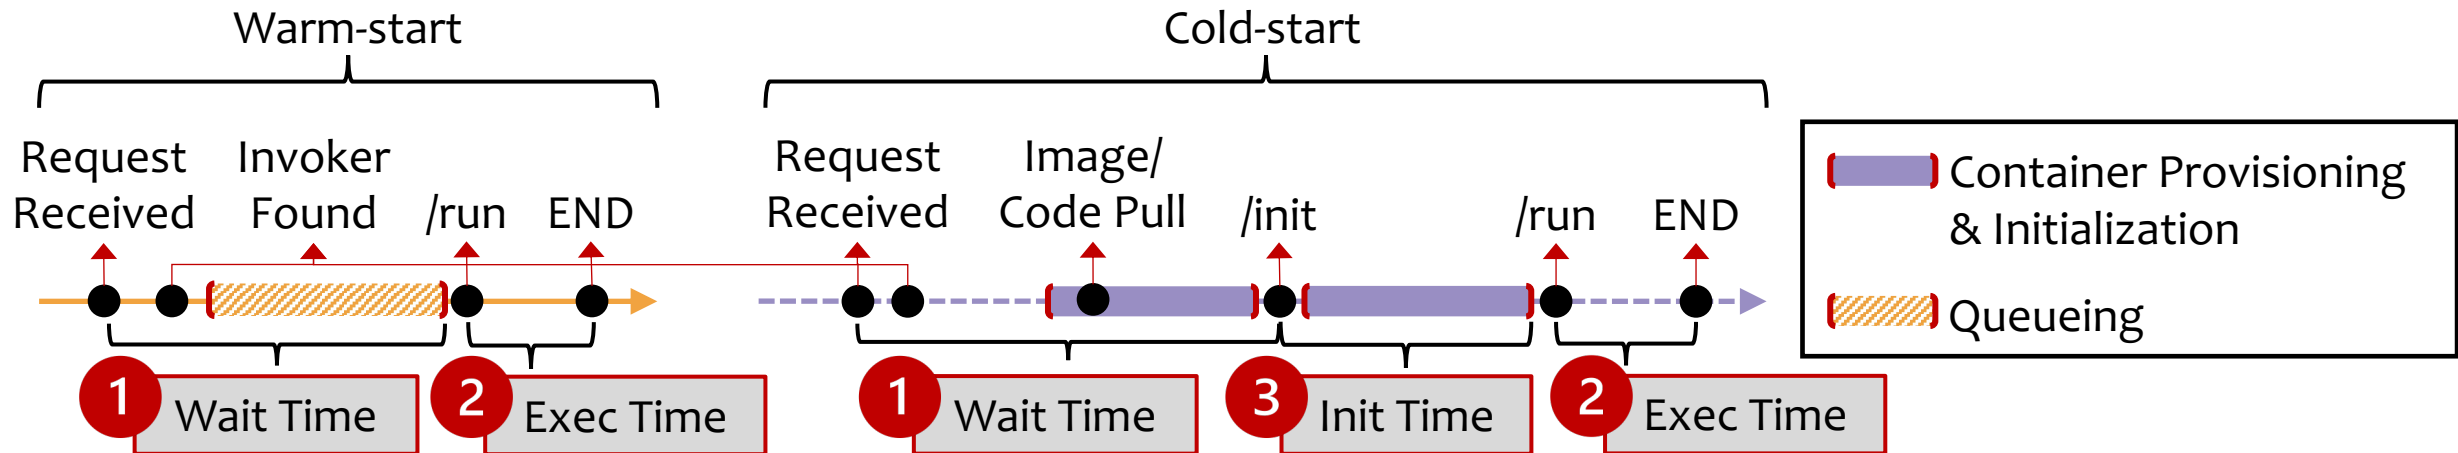 Warm-start
Cold-start
Request
Received
Invoker
Found
/run
END
Request
Received
Image/
Code Pull
/init
/run
END
Container Provisioning
& Initialization
Queueing
1
Wait Time
2
Exec Time
1
Wait Time
3
Init Time
2
Exec Time